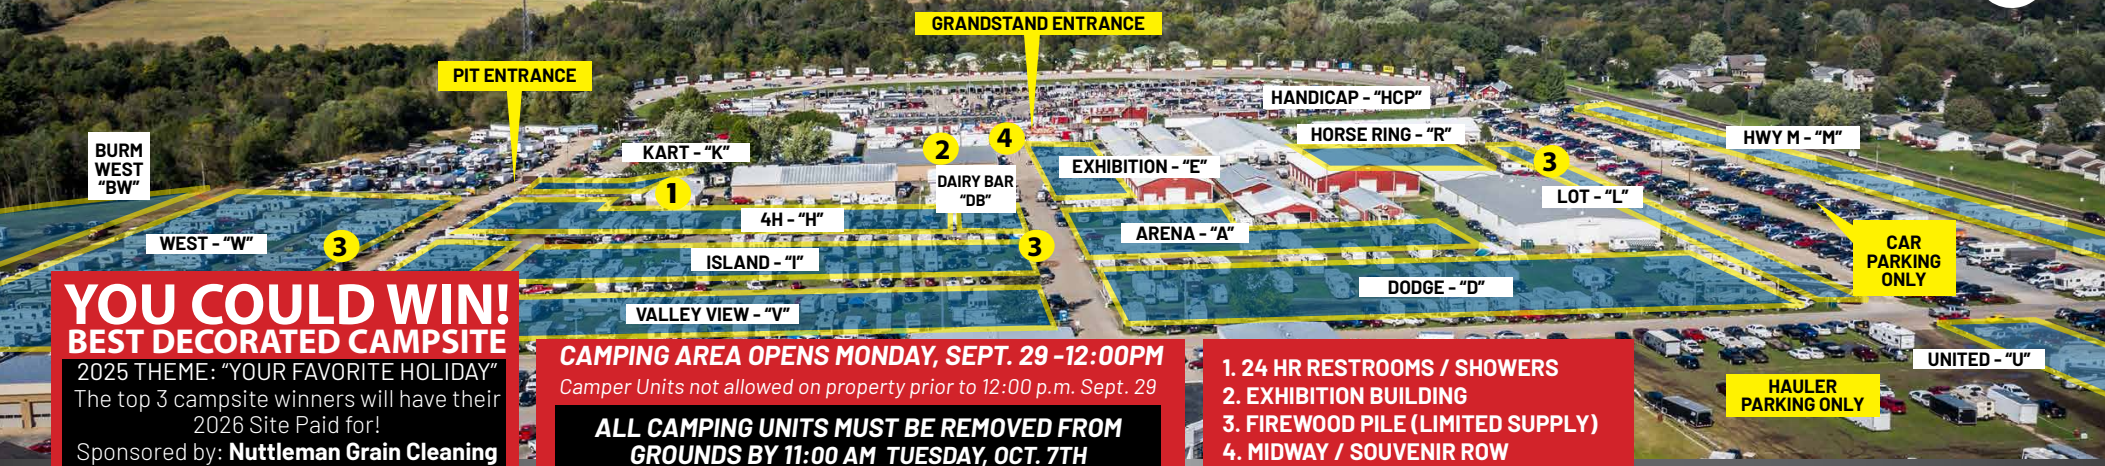 GRANDSTAND ENTRANCE
PIT ENTRANCE
HANDICAP - "HCP"
HORSE RING - "R"
HWY M - "M"
BURM
WEST
"BW"
KART - "K"
2
4
EXHIBITION - "E"
3
1
DAIRY BAR
"DB"
LOT - "L"
4H - "H"
WEST - "W"
3
3
ARENA - "A"
CAR
PARKING
ONLY
ISLAND - "I"
DODGE - "D"
VALLEY VIEW - "V"
UNITED - "U"
HAULER
PARKING ONLY
YOU COULD WIN!
BEST DECORATED CAMPSITE
2025 THEME: "YOUR FAVORITE HOLIDAY"
The top 3 campsite winners will have their
2026 Site Paid for!
Sponsored by: Nuttleman Grain Cleaning
CAMPING AREA OPENS MONDAY, SEPT. 29 -12:00PM
Camper Units not allowed on property prior to 12:00 p.m. Sept. 29
ALL CAMPING UNITS MUST BE REMOVED FROM
GROUNDS BY 11:00 AM TUESDAY, OCT. 7TH
1. 24 HR RESTROOMS / SHOWERS
2. EXHIBITION BUILDING
3. FIREWOOD PILE (LIMITED SUPPLY)
4. MIDWAY / SOUVENIR ROW